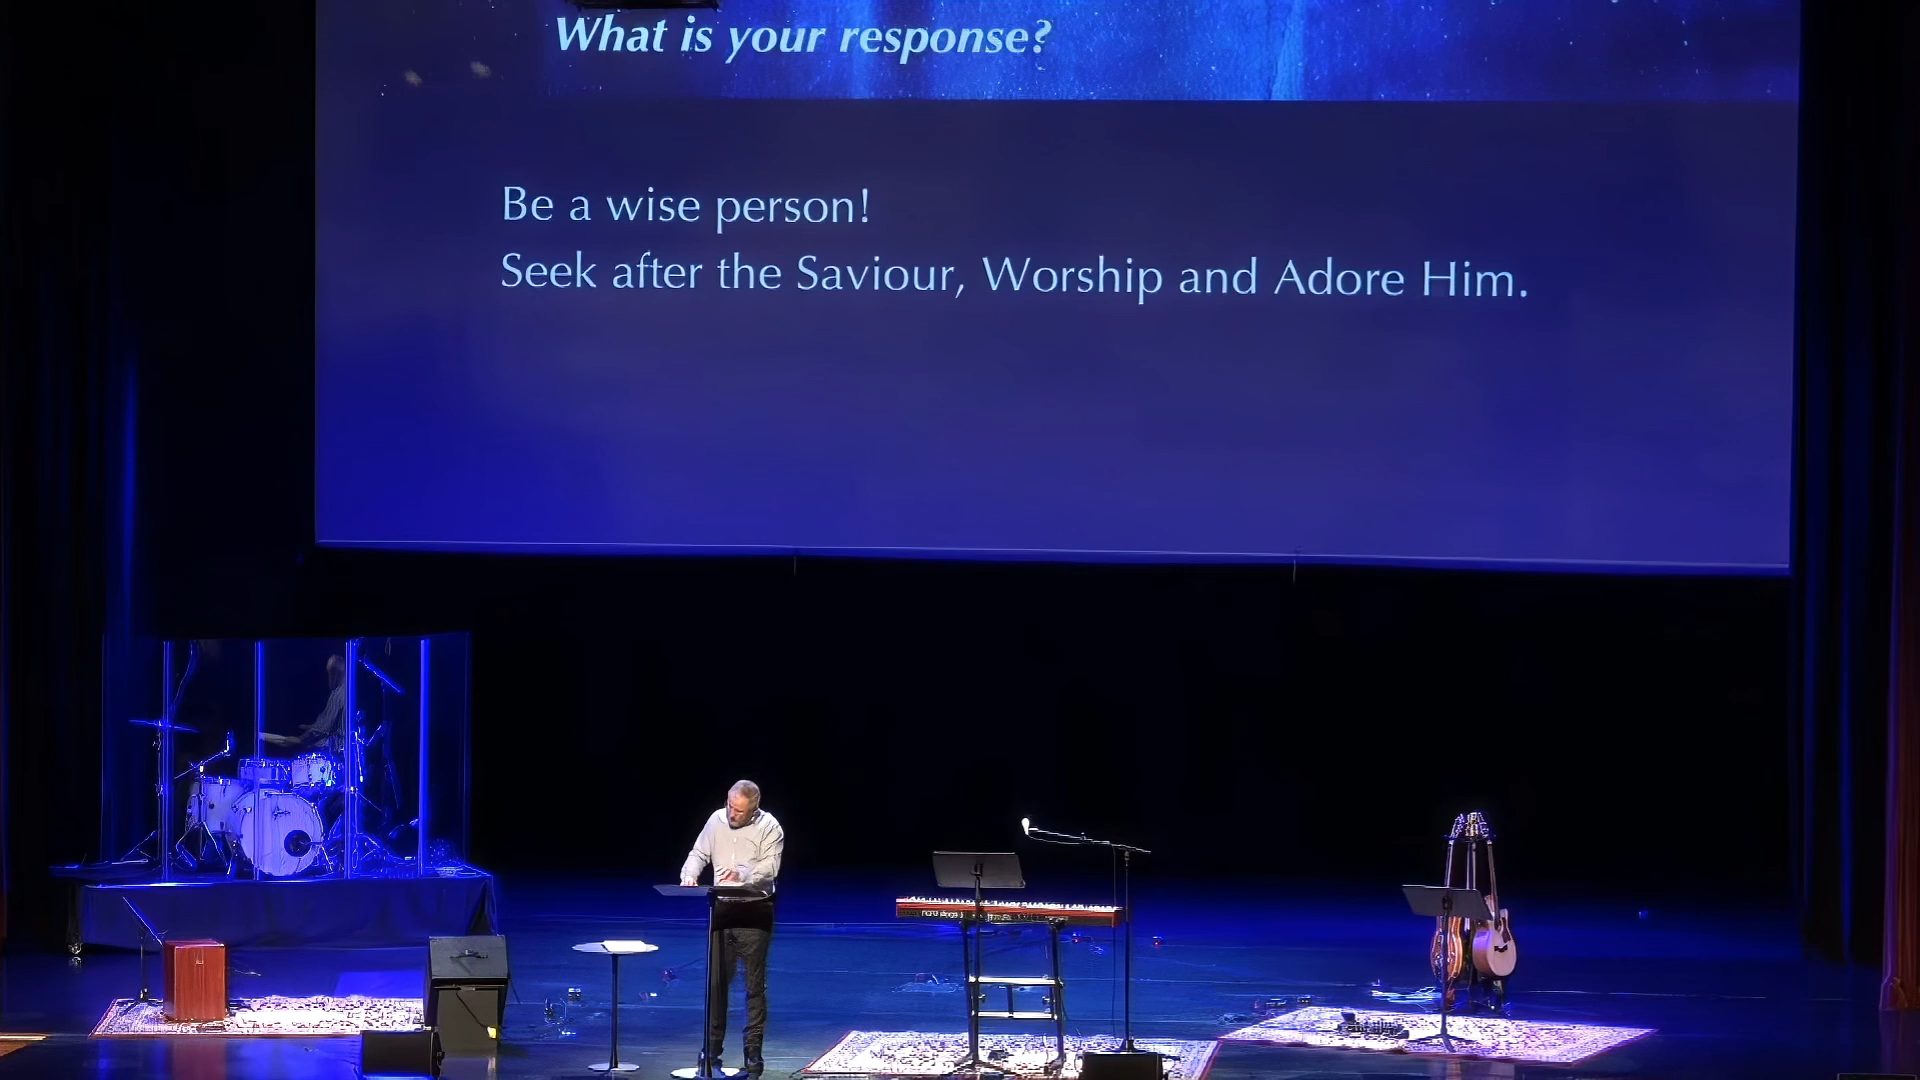 What is your response?
Be a wise person!
Seek after the Saviour, Worship and Adore Him.